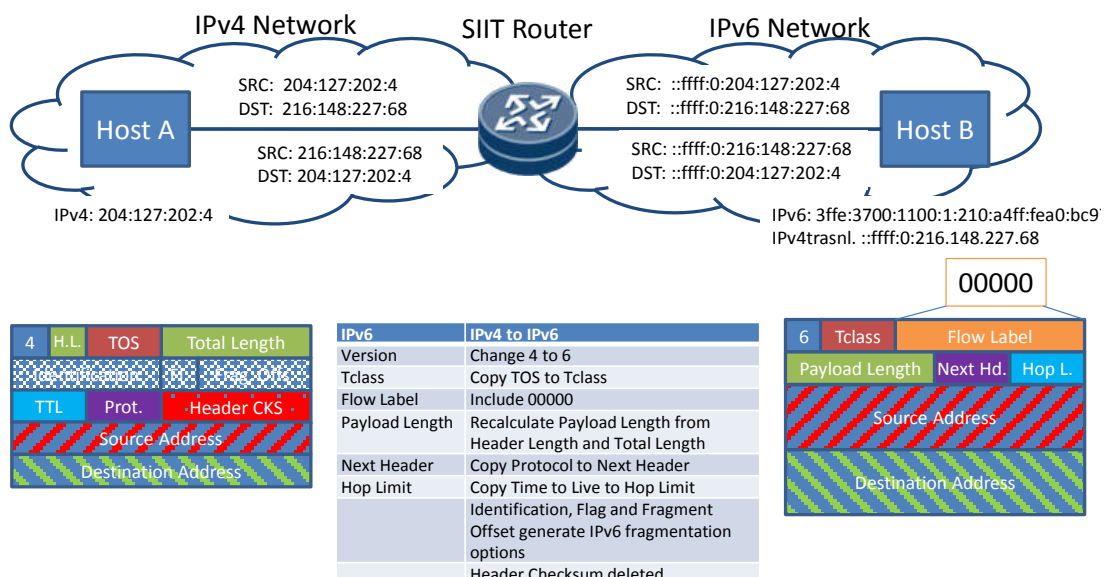 IPv4 Network
SIIT Router
IPv6 Network
SRC: 204:127:202:4
DST: 216:148:227:68
SRC: ::ffff:0:204:127:202:4
DST: ::ffff:0:216:148:227:68
Host A
Host B
SRC: 216:148:227:68
DST: 204:127:202:4
SRC: ::ffff:0:216:148:227:68
DST: ::ffff:0:204:127:202:4
IPv4: 204:127:202:4
IPv6: 3ffe:3700:1100:1:210:a4ff:fea0:bc97
IPv4trasnl. ::ffff:0:216.148.227.68
00000
4 H.L. TOS Total Length
Identification Frag. Offs
TTL Prot. Header CKS
Source Address
Destination Address
IPv6 IPv4 to IPv6
Version Change 4 to 6
Tclass Copy TOS to Tclass
Flow Label Include 00000
Payload Length Recalculate Payload Length from
Header Length and Total Length
Next Header Copy Protocol to Next Header
Hop Limit Copy Time to Live to Hop Limit
Identification, Flag and Fragment
Offset generate IPv6 fragmentation
options
Header Checksum deleted
6 Tclass Flow Label
Payload Length Next Hd. Hop L.
Source Address
Destination Address